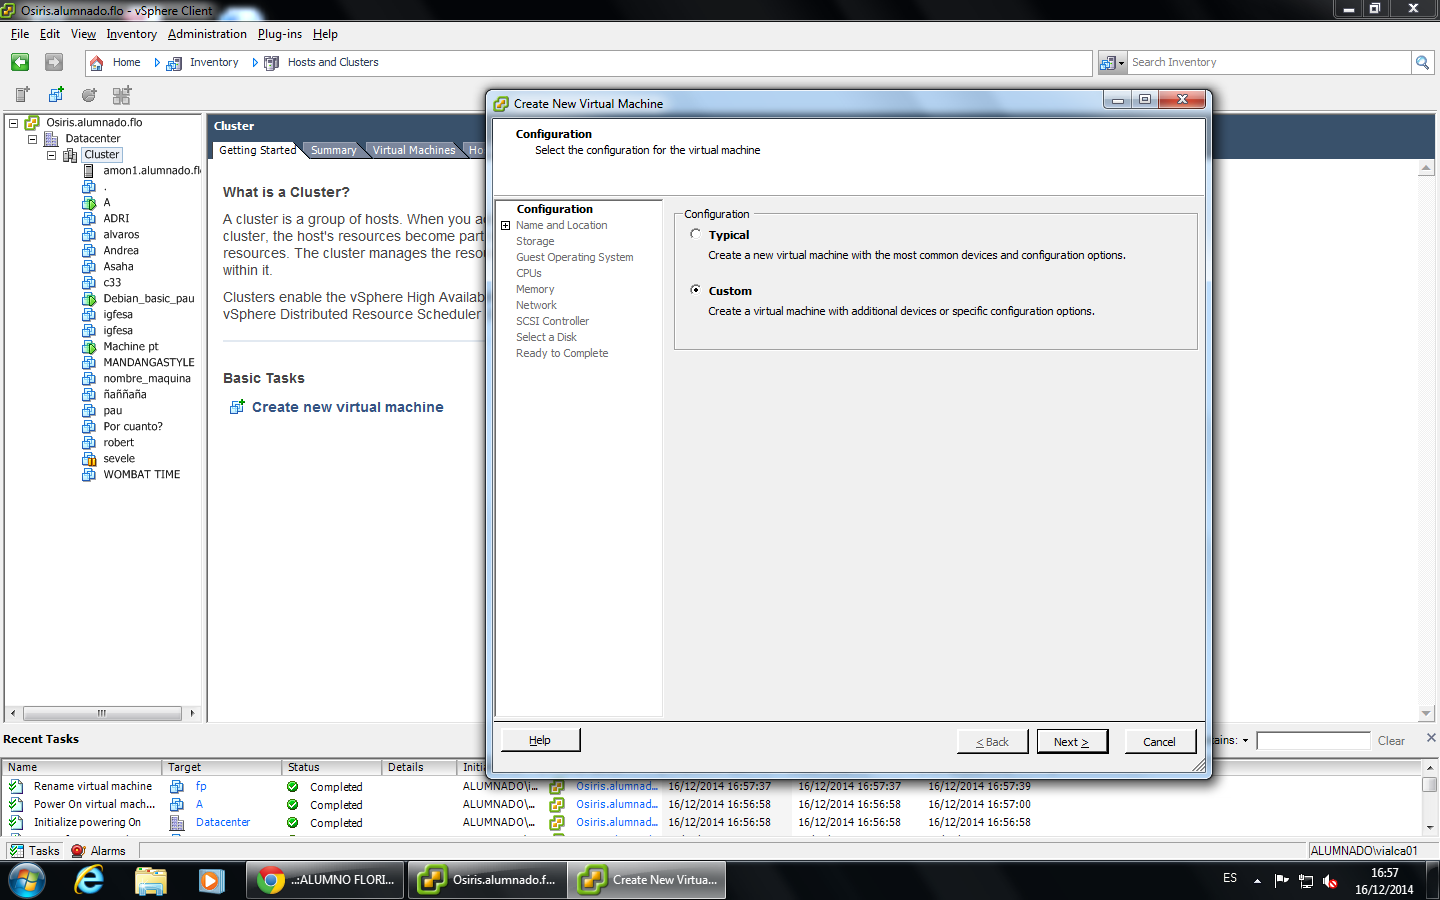 Osiris.alumnado.flo - vSphere Client
File Edit View Inventory Administration Plug-ins Help
Home Inventory Hosts and Clusters
Search Inventory
Osiris.alumnado.flo
Datacenter
Cluster
amon1.alumnado.fl
.
A
ADRI
alvaros
Andrea
Asaha
c33
Debian_basic_pau
igfesa
igfesa
Machine pt
MANDANGASTYLE
nombre_maquina
ñaññaña
pau
Por cuanto?
robert
sevele
WOMBAT TIME
Cluster
Getting Started Summary Virtual Machines Ho
What is a Cluster?
A cluster is a group of hosts. When you a
cluster, the host's resources become part
resources. The cluster manages the reso
within it.
Clusters enable the vSphere High Availab
vSphere Distributed Resource Scheduler
Basic Tasks
Create new virtual machine
Create New Virtual Machine
Configuration
Select the configuration for the virtual machine
Configuration
Name and Location
Storage
Guest Operating System
CPUs
Memory
Network
SCSI Controller
Select a Disk
Ready to Complete
Configuration
Typical
Create a new virtual machine with the most common devices and configuration options.
Custom
Create a virtual machine with additional devices or specific configuration options.
Help < Back Next > Cancel
Recent Tasks
ains: Clear
Name Target Status Details Initi
Rename virtual machine fp Completed ALUMNADO\i... Osiris.alumnad... 16/12/2014 16:57:37 16/12/2014 16:57:37 16/12/2014 16:57:39
Power On virtual mach... A Completed ALUMNADO\... Osiris.alumnad... 16/12/2014 16:56:58 16/12/2014 16:56:58 16/12/2014 16:57:00
Initialize powering On Datacenter Completed ALUMNADO\... Osiris.alumnad... 16/12/2014 16:56:58 16/12/2014 16:56:58 16/12/2014 16:56:58
Tasks Alarms
ALUMNADO\vialca01
..:ALUMNO FLORI... Osiris.alumnado.f... Create New Virtua...
ES
16:57
16/12/2014